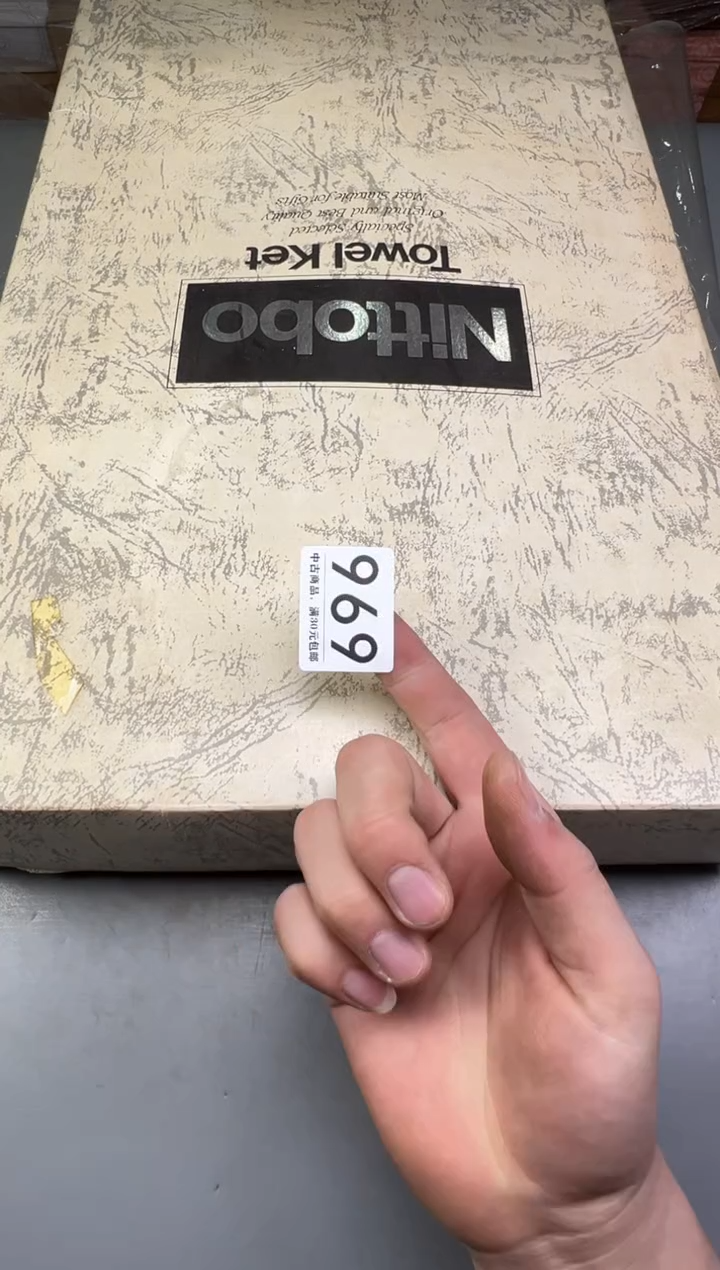 Nittobo
Towel Ket
Specially Selected
Original and Best Quality
Most Suitable for Gifts
969
中古商品，满30元包邮